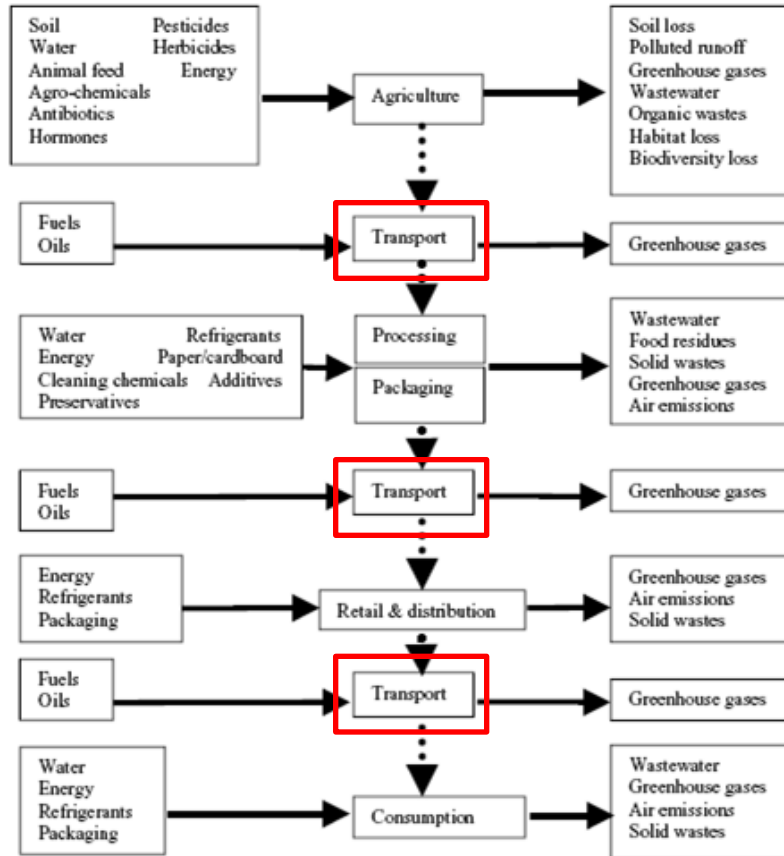 Soil Pesticides
Water Herbicides
Animal feed Energy
Agro-chemicals
Antibiotics
Hormones
Agriculture
Soil loss
Polluted runoff
Greenhouse gases
Wastewater
Organic wastes
Habitat loss
Biodiversity loss
Fuels
Oils
Transport
Greenhouse gases
Water Refrigerants
Energy Paper/cardboard
Cleaning chemicals Additives
Preservatives
Processing
Packaging
Wastewater
Food residues
Solid wastes
Greenhouse gases
Air emissions
Fuels
Oils
Transport
Greenhouse gases
Energy
Refrigerants
Packaging
Retail & distribution
Greenhouse gases
Air emissions
Solid wastes
Fuels
Oils
Transport
Greenhouse gases
Water
Energy
Refrigerants
Packaging
Consumption
Wastewater
Greenhouse gases
Air emissions
Solid wastes